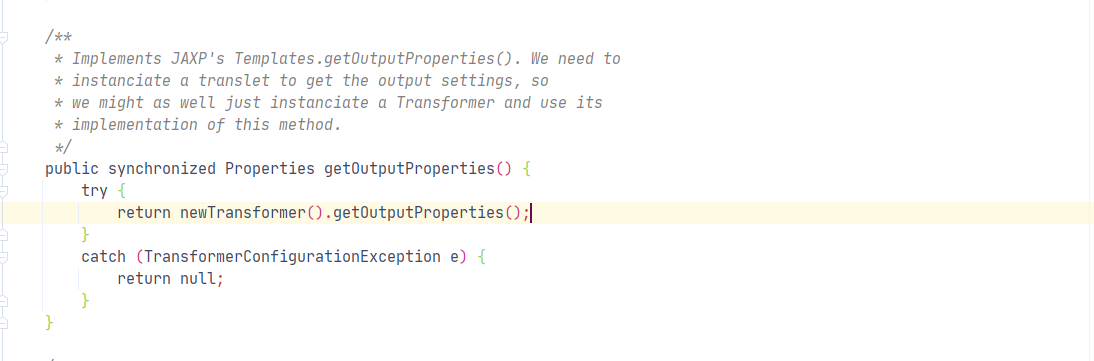 /**
* Implements JAXP's Templates.getOutputProperties(). We need to
* instanciate a translet to get the output settings, so
* we might as well just instanciate a Transformer and use its
* implementation of this method.
*/
public synchronized Properties getOutputProperties() {
try {
return newTransformer().getOutputProperties();
}
catch (TransformerConfigurationException e) {
return null;
}
}